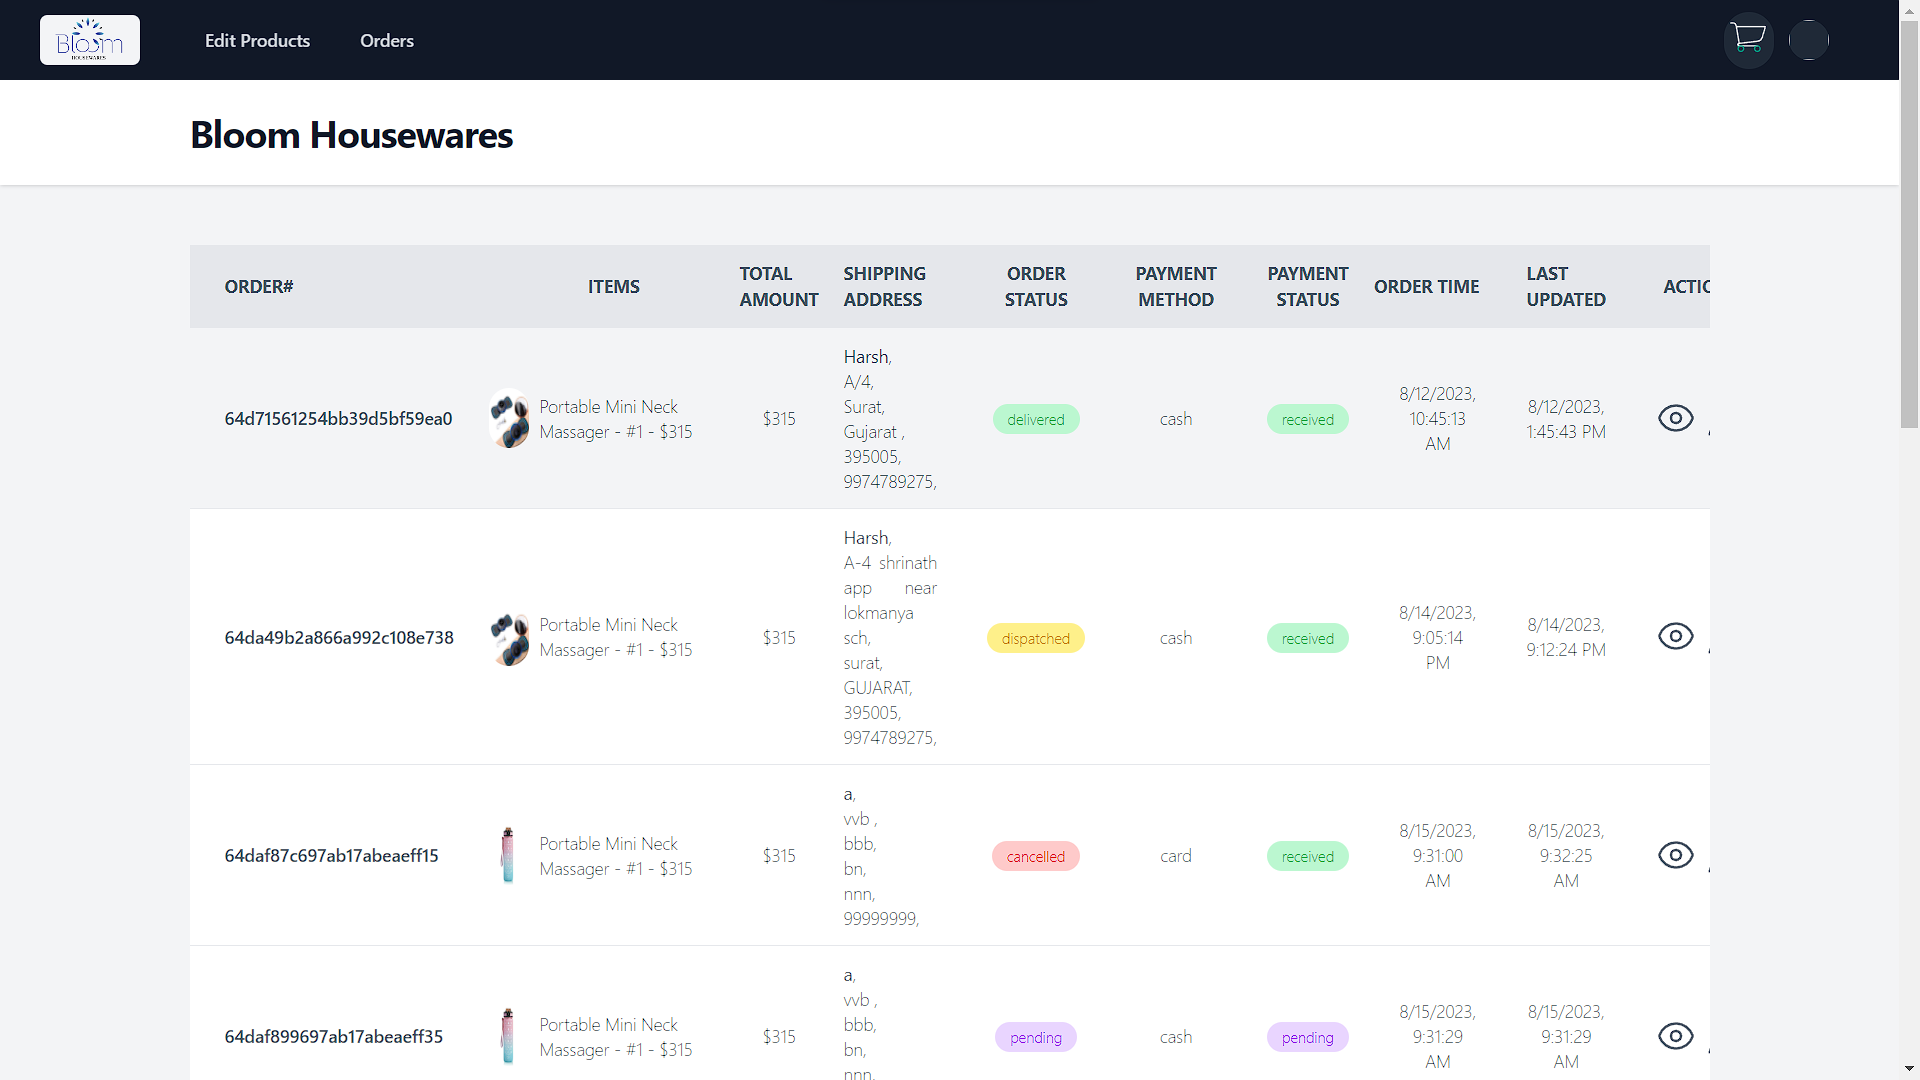 Bloom
HOUSEWARES
Edit Products
Orders
Bloom Housewares
ORDER#
ITEMS
TOTAL
AMOUNT
SHIPPING
ADDRESS
ORDER
STATUS
PAYMENT
METHOD
PAYMENT
STATUS
ORDER TIME
LAST
UPDATED
ACTIO
64d71561254bb39d5bf59ea0
Portable Mini Neck
Massager - #1 - $315
$315
Harsh,
A/4,
Surat,
Gujarat ,
395005,
9974789275,
delivered
cash
received
8/12/2023,
10:45:13
AM
8/12/2023,
1:45:43 PM
64da49b2a866a992c108e738
Portable Mini Neck
Massager - #1 - $315
$315
Harsh,
A-4 shrinath
app near
lokmanya
sch,
surat,
GUJARAT,
395005,
9974789275,
dispatched
cash
received
8/14/2023,
9:05:14
PM
8/14/2023,
9:12:24 PM
64daf87c697ab17abeaeff15
Portable Mini Neck
Massager - #1 - $315
$315
a,
vvb ,
bbb,
bn,
nnn,
99999999,
cancelled
card
received
8/15/2023,
9:31:00
AM
8/15/2023,
9:32:25
AM
64daf899697ab17abeaeff35
Portable Mini Neck
Massager - #1 - $315
$315
a,
vvb ,
bbb,
bn,
nnn,
pending
cash
pending
8/15/2023,
9:31:29
AM
8/15/2023,
9:31:29
AM